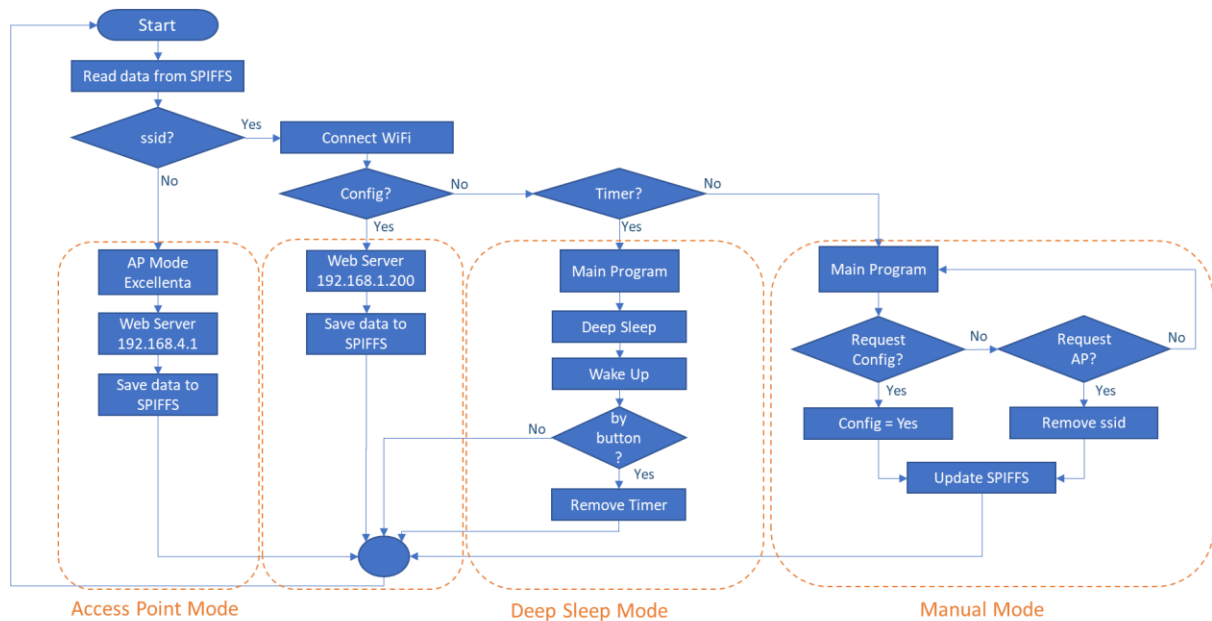 Start
Read data from SPIFFS
ssid?
Yes
Connect WiFi
No
Config?
No
Timer?
No
Yes
Yes
AP Mode
Excellenta
Web Server
192.168.4.1
Save data to
SPIFFS
Web Server
192.168.1.200
Save data to
SPIFFS
Main Program
Deep Sleep
Wake Up
by
button
?
No
Yes
Remove Timer
Main Program
Request
Config?
No
Request
AP?
No
Yes
Yes
Config = Yes
Remove ssid
Update SPIFFS
Access Point Mode
Deep Sleep Mode
Manual Mode